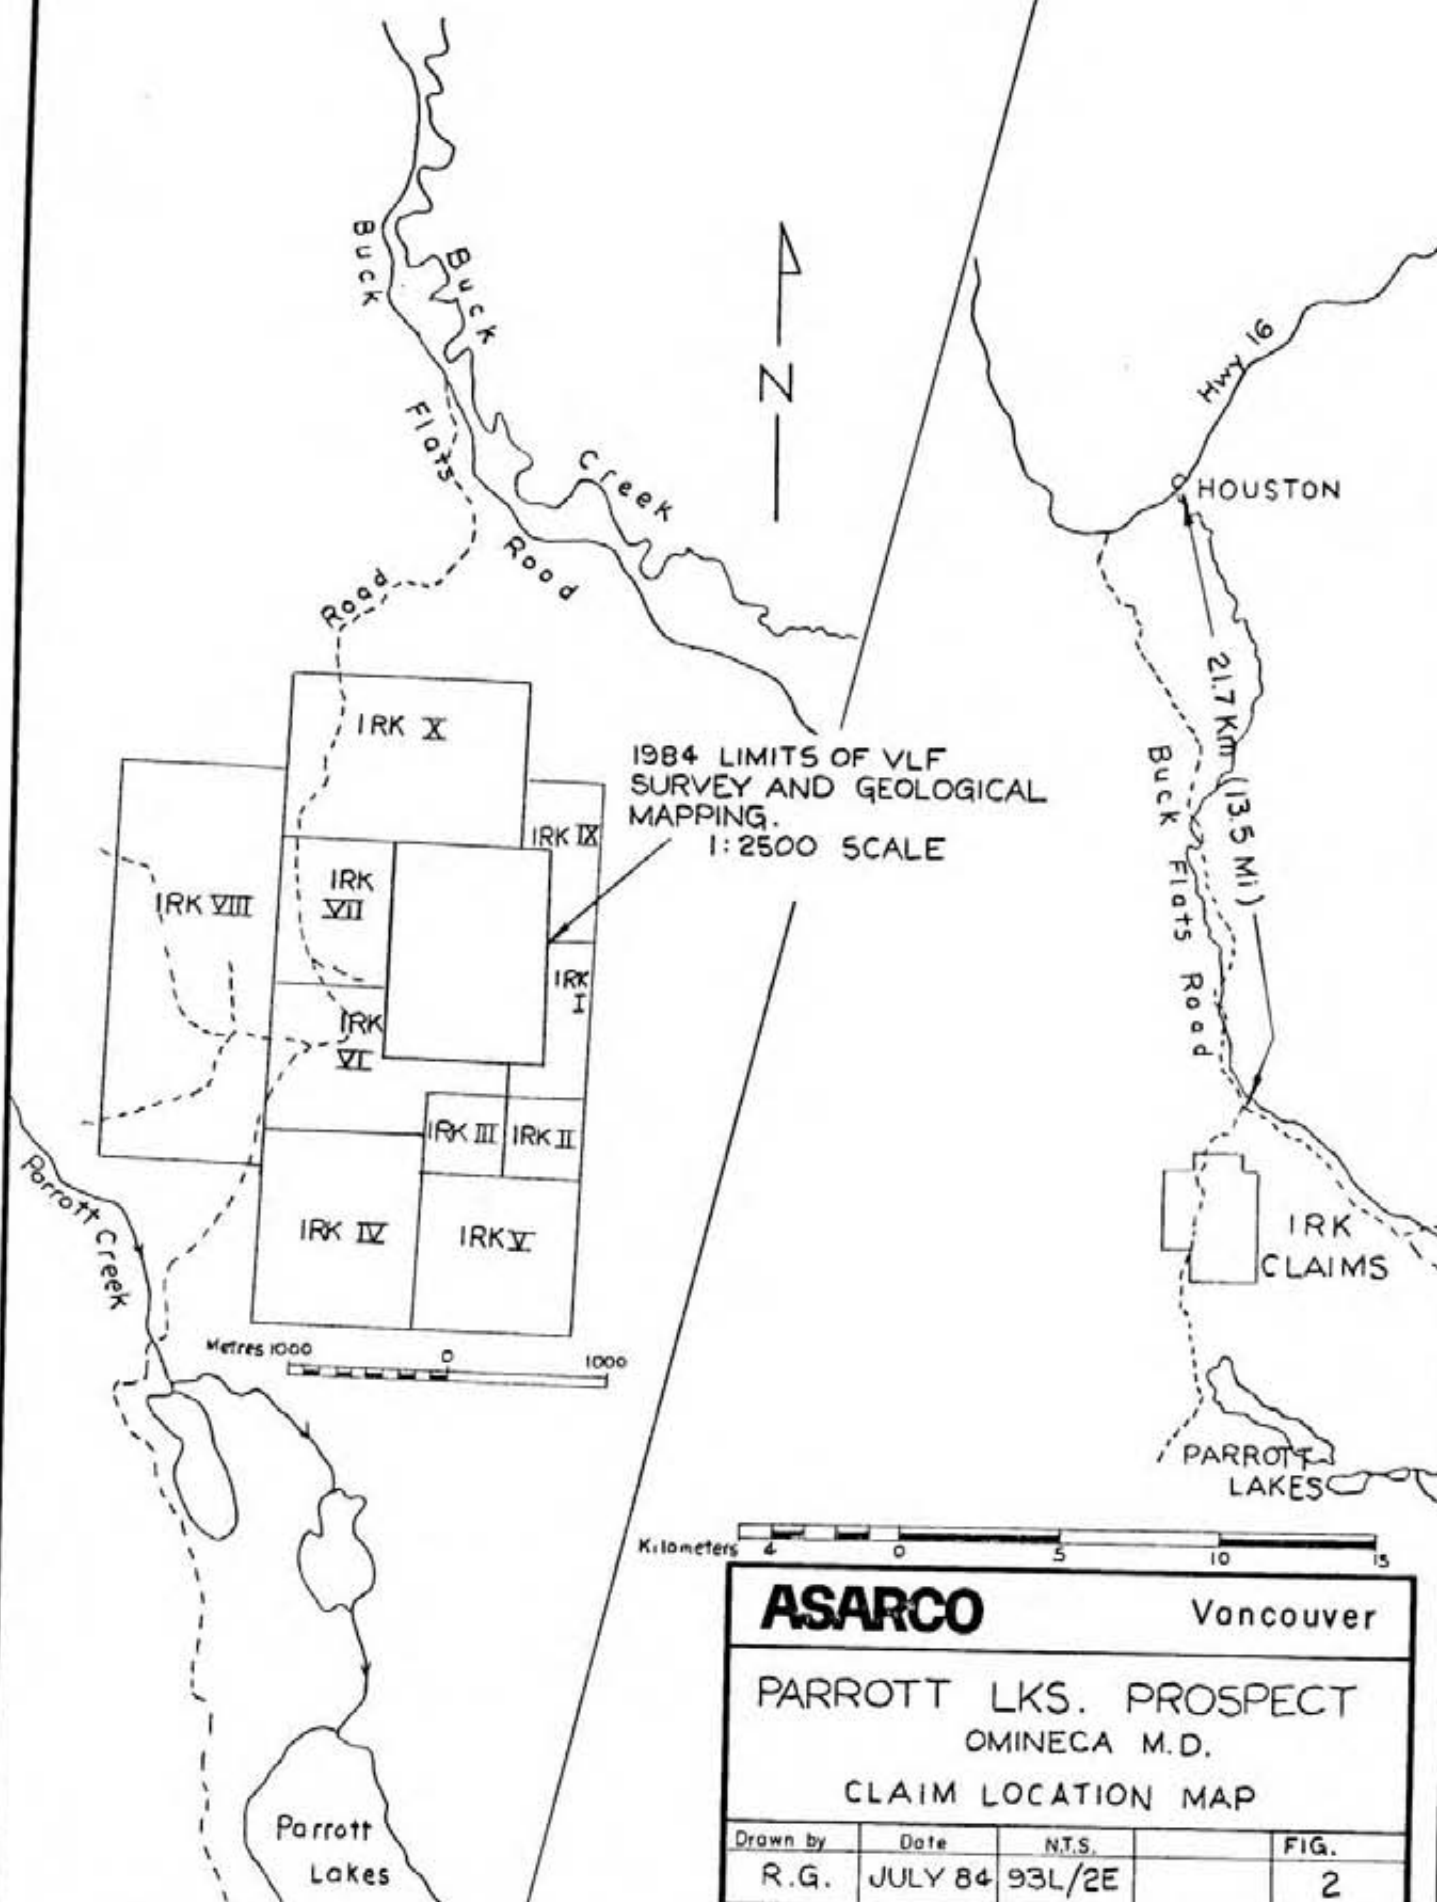 Buck
Buck
Flats
Creek
Road
Road
N
Hwy 16
HOUSTON
21.7 Km (13.5 Mi)
Buck Flats Road
IRK X
1984 LIMITS OF VLF
SURVEY AND GEOLOGICAL
MAPPING.
1:2500 SCALE
IRK IX
IRK
VII
IRK VIII
IRK
I
IRK
VI
IRK III
IRK II
IRK IV
IRK V
Parrott Creek
IRK
CLAIMS
Metres 1000 0 1000
PARROTT
LAKES
Kilometers 4 0 5 10 15
Parrott
Lakes
ASARCO Vancouver
PARROTT LKS. PROSPECT
OMINECA M.D.
CLAIM LOCATION MAP
Drawn by Date N.T.S. FIG.
R.G. JULY 84 93L/2E 2